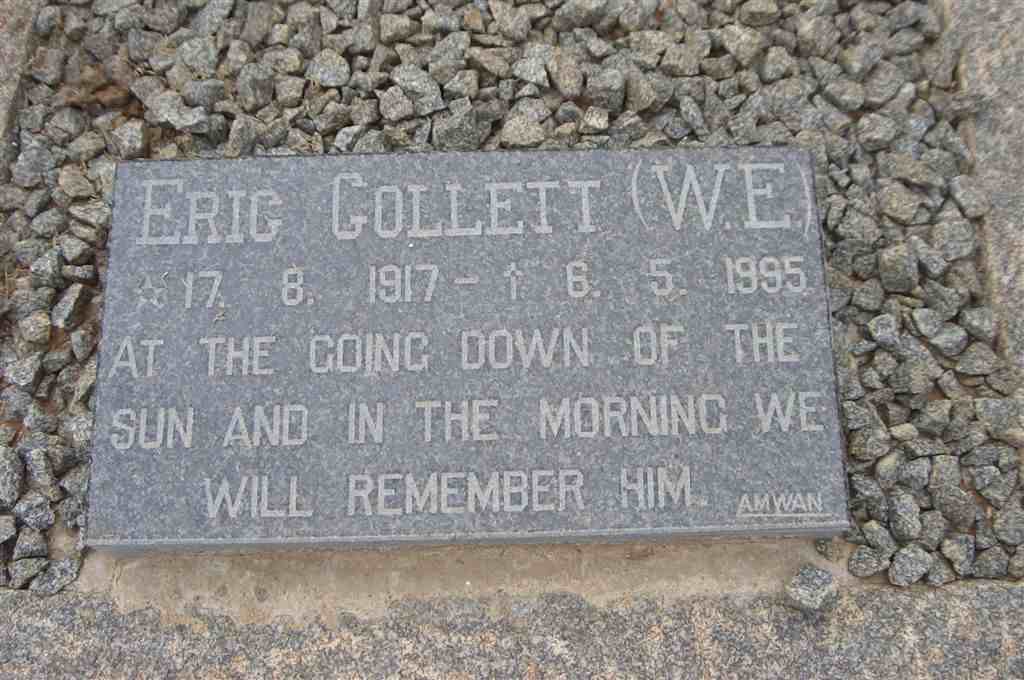 ERIC COLLETT (W.E)
☆ 17. 8. 1917 - † 6. 5. 1995
AT THE GOING DOWN OF THE
SUN AND IN THE MORNING WE
WILL REMEMBER HIM.
AMWAN